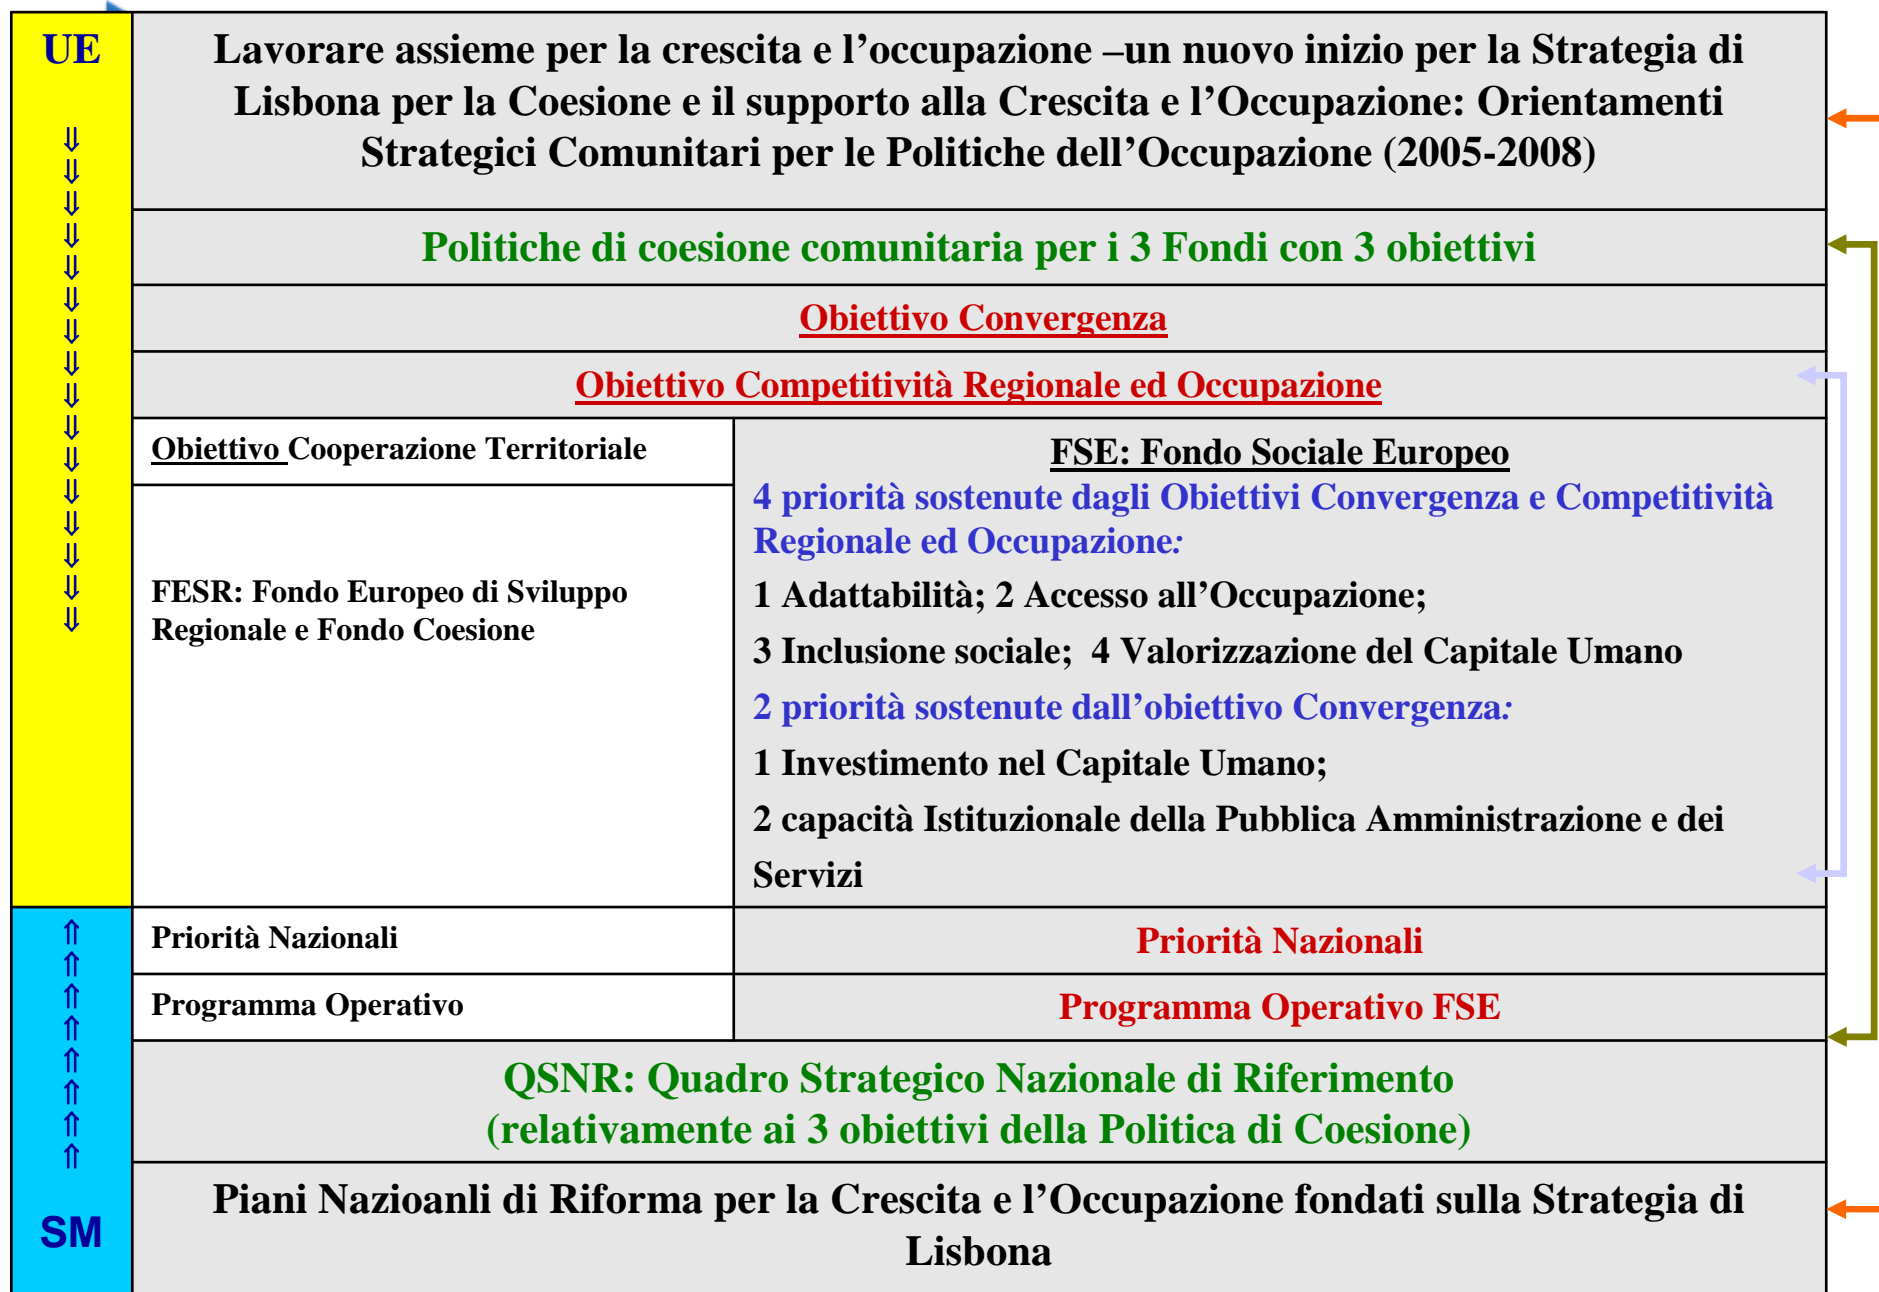 UE
Lavorare assieme per la crescita e l’occupazione –un nuovo inizio per la Strategia di
Lisbona per la Coesione e il supporto alla Crescita e l’Occupazione: Orientamenti
Strategici Comunitari per le Politiche dell’Occupazione (2005-2008)
Politiche di coesione comunitaria per i 3 Fondi con 3 obiettivi
Obiettivo Convergenza
Obiettivo Competitività Regionale ed Occupazione
Obiettivo Cooperazione Territoriale
FESR: Fondo Europeo di Sviluppo
Regionale e Fondo Coesione
FSE: Fondo Sociale Europeo
4 priorità sostenute dagli Obiettivi Convergenza e Competitività
Regionale ed Occupazione:
1 Adattabilità; 2 Accesso all’Occupazione;
3 Inclusione sociale; 4 Valorizzazione del Capitale Umano
2 priorità sostenute dall’obiettivo Convergenza:
1 Investimento nel Capitale Umano;
2 capacità Istituzionale della Pubblica Amministrazione e dei
Servizi
Priorità Nazionali
Priorità Nazionali
Programma Operativo
Programma Operativo FSE
QSNR: Quadro Strategico Nazionale di Riferimento
(relativamente ai 3 obiettivi della Politica di Coesione)
SM
Piani Nazioanli di Riforma per la Crescita e l’Occupazione fondati sulla Strategia di
Lisbona